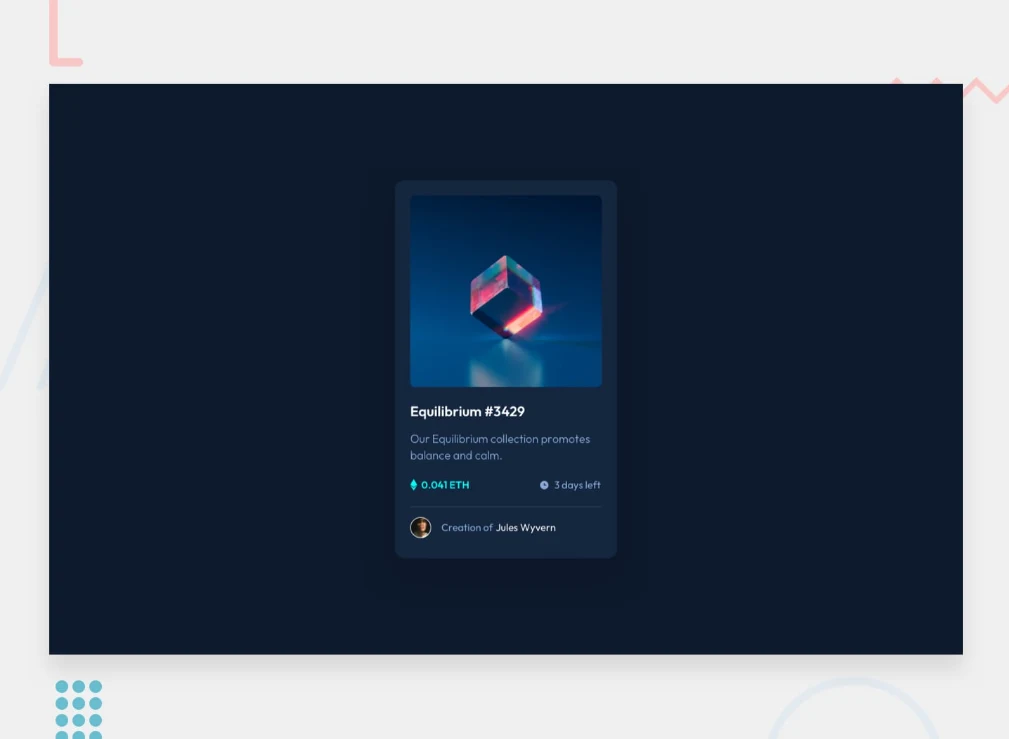 Equilibrium #3429
Our Equilibrium collection promotes
balance and calm.
0.041 ETH
3 days left
Creation of Jules Wyvern